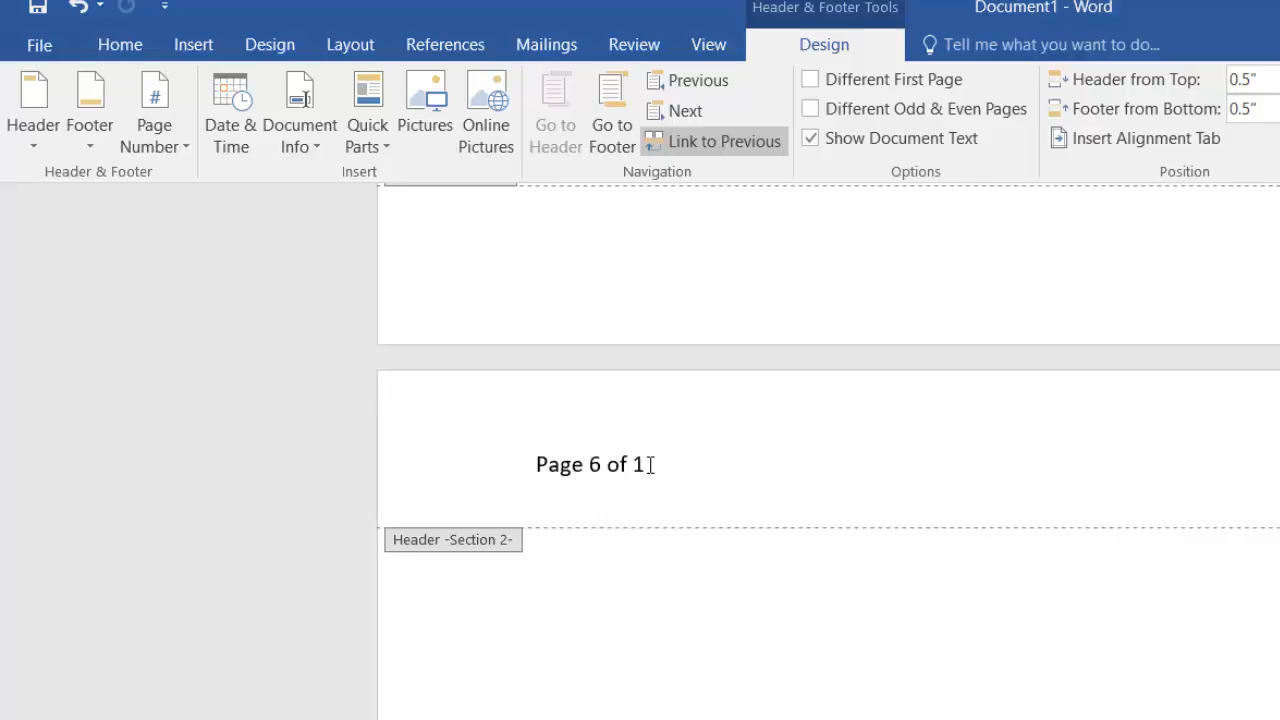 Header & Footer Tools
Document1 - Word
File Home Insert Design Layout References Mailings Review View Design Tell me what you want to do...
Header Footer Page Number
Date & Time Document Info Quick Parts Pictures Online Pictures
Go to Header Go to Footer
Previous
Next
Link to Previous
Different First Page
Different Odd & Even Pages
Show Document Text
Header from Top: 0.5"
Footer from Bottom: 0.5"
Insert Alignment Tab
Header & Footer Insert Navigation Options Position
Page 6 of 1
Header -Section 2-